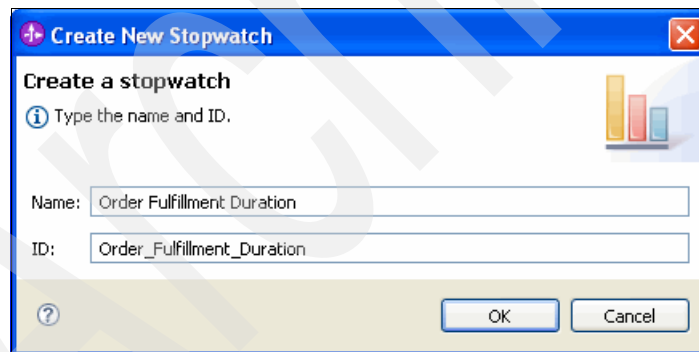 Create New Stopwatch
Create a stopwatch
Type the name and ID.
Name: Order Fulfillment Duration
ID: Order_Fulfillment_Duration
OK Cancel